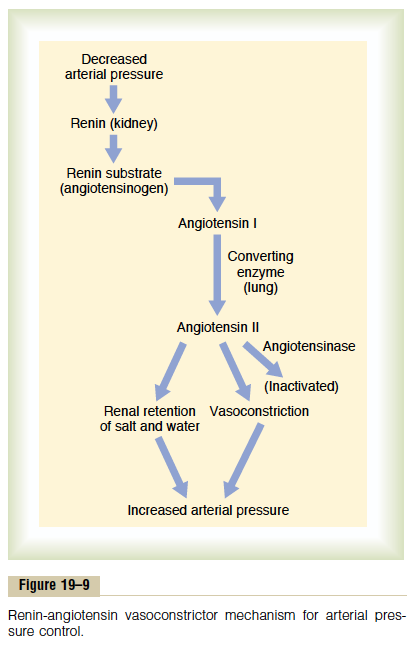 Decreased
arterial pressure
Renin (kidney)
Renin substrate
(angiotensinogen)
Angiotensin I
Converting
enzyme
(lung)
Angiotensin II
Angiotensinase
(Inactivated)
Renal retention
of salt and water
Vasoconstriction
Increased arterial pressure
Figure 19–9
Renin-angiotensin vasoconstrictor mechanism for arterial pres-
sure control.